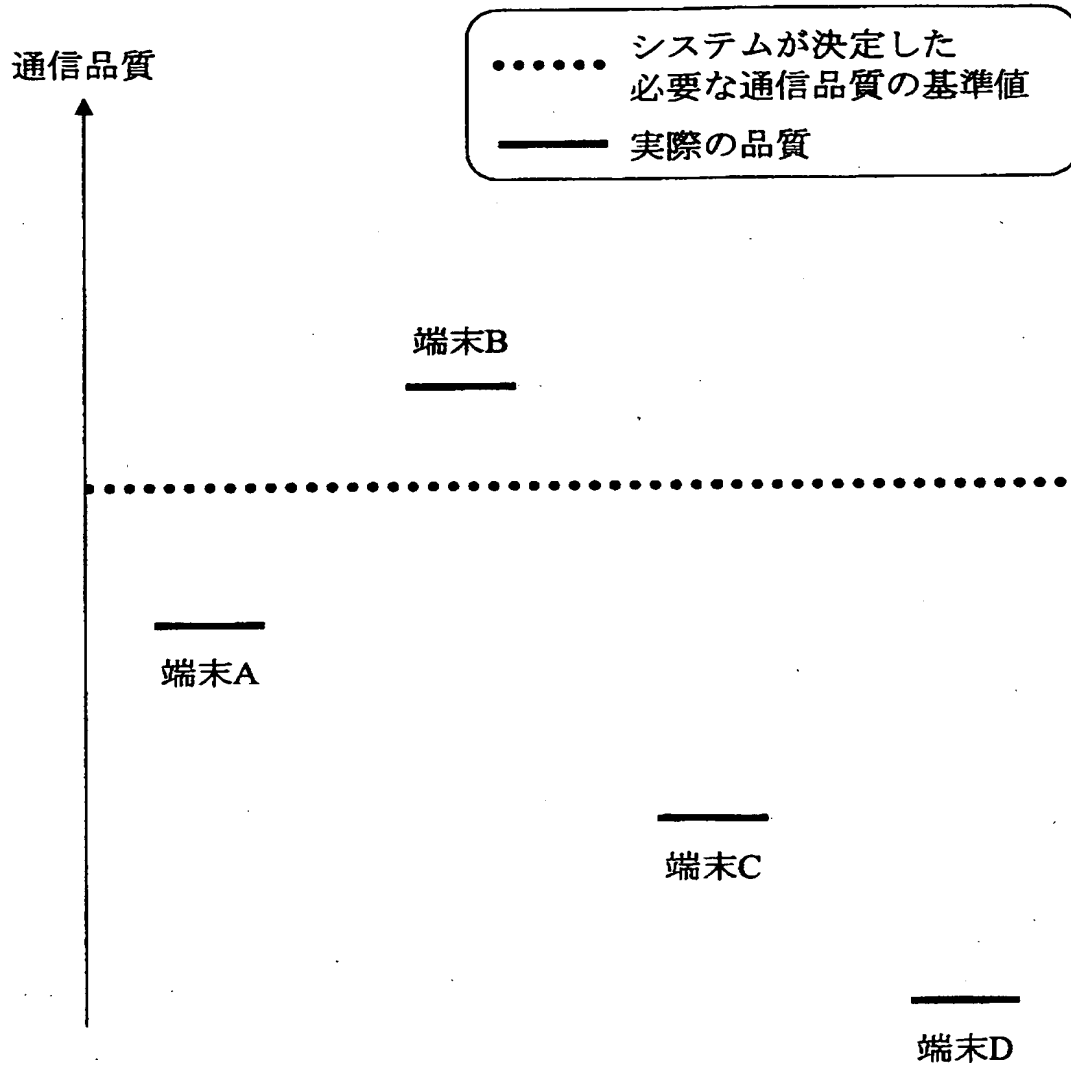 通信品質
システムが決定した
必要な通信品質の基準値
実際の品質
端末B
端末A
端末C
端末D